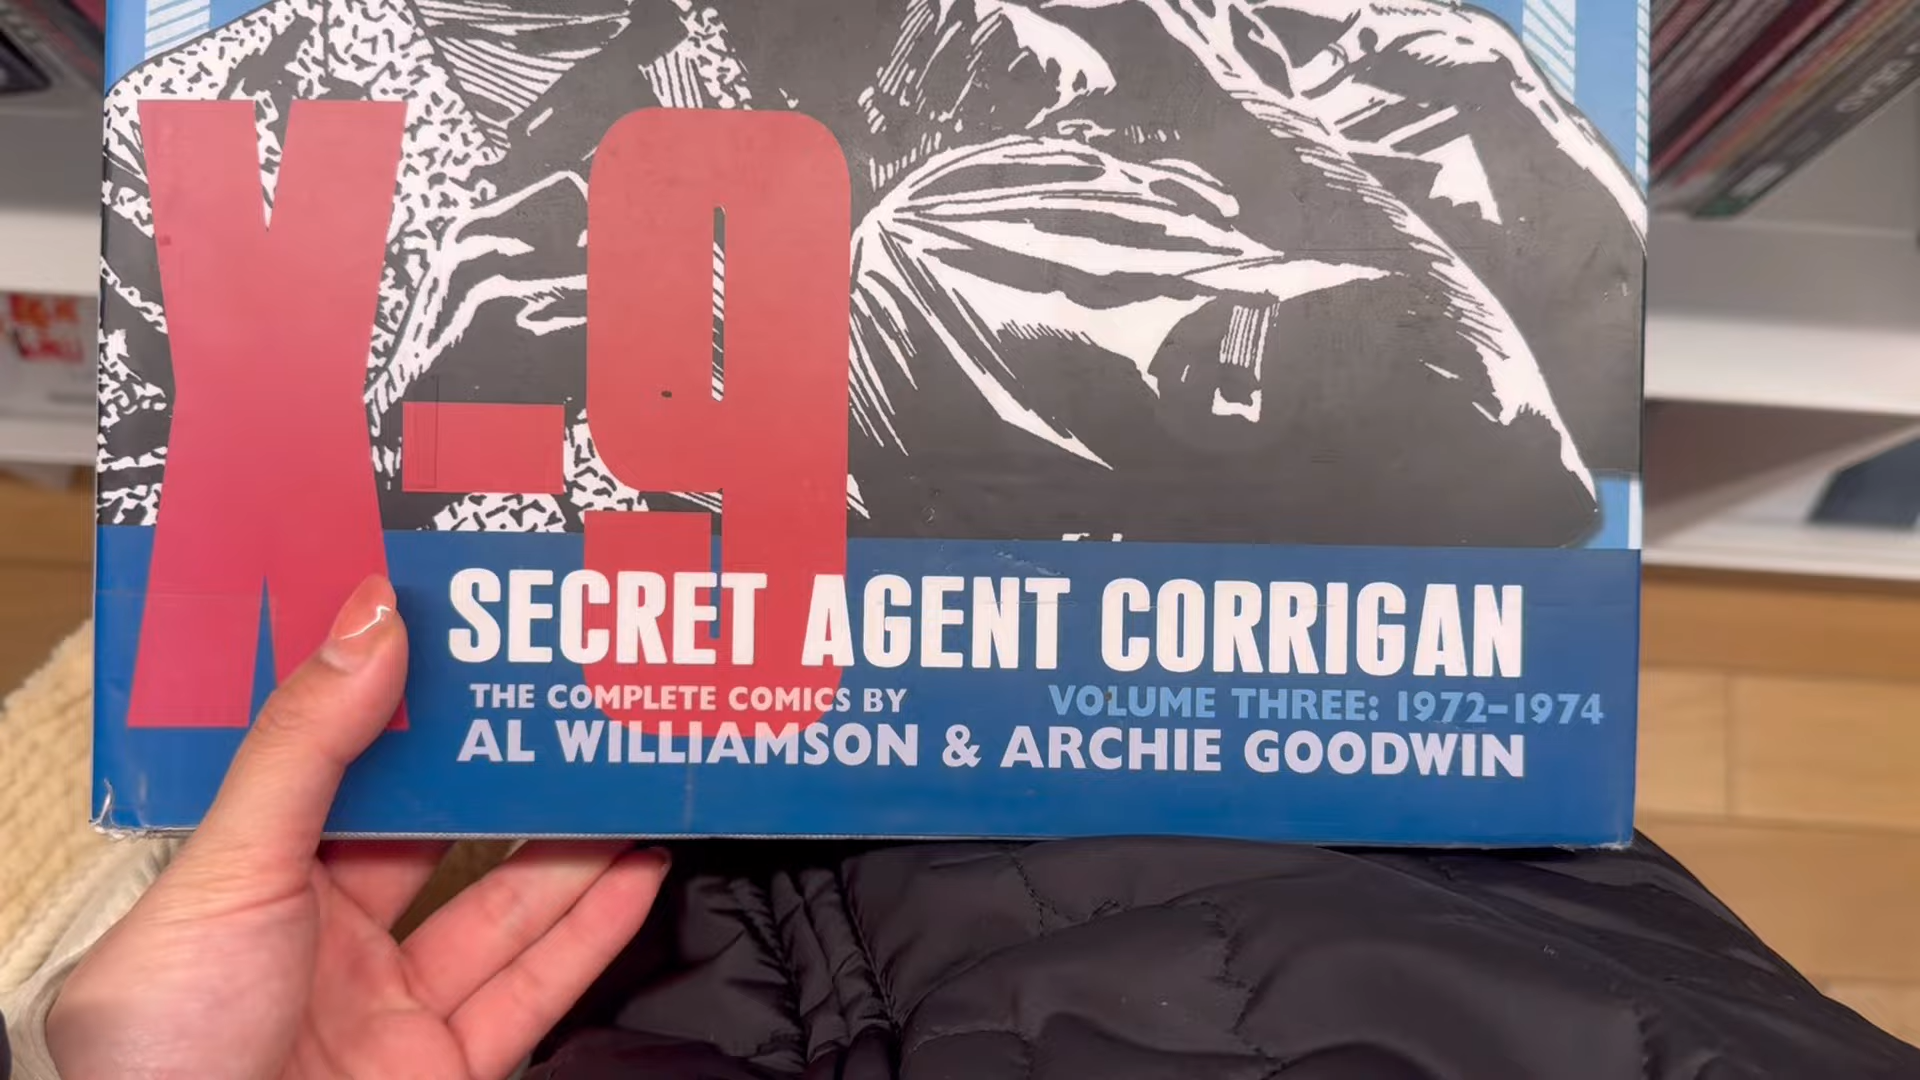 X-9
SECRET AGENT CORRIGAN
THE COMPLETE COMICS BY
VOLUME THREE: 1972–1974
AL WILLIAMSON & ARCHIE GOODWIN